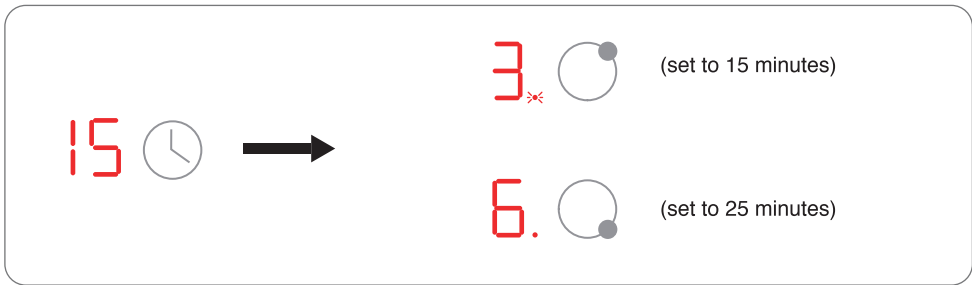 3. (set to 15 minutes)
15
6. (set to 25 minutes)